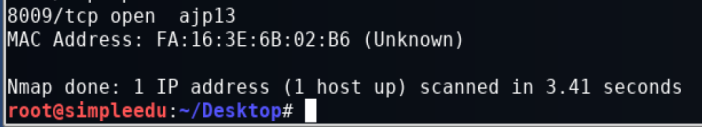 8009/tcp open  ajp13
MAC Address: FA:16:3E:6B:02:B6 (Unknown)
Nmap done: 1 IP address (1 host up) scanned in 3.41 seconds
root@simpleedu:~/Desktop#